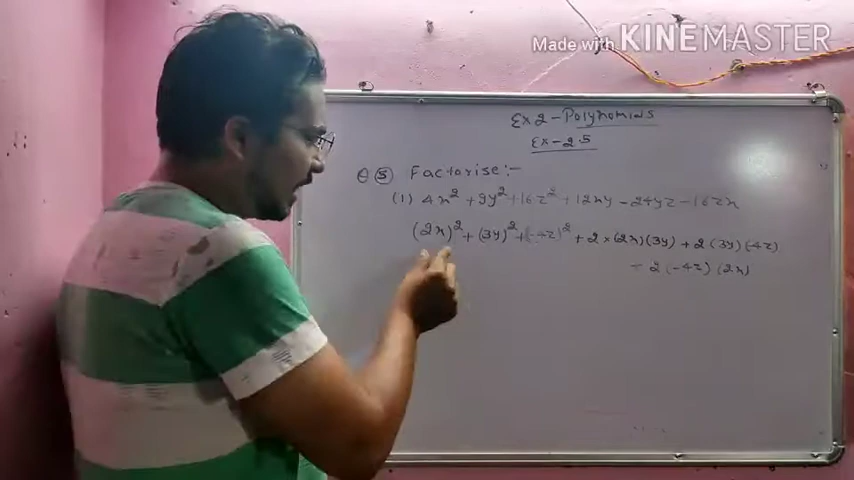 Made With KINEMASTER
Ex 2 - Polynomials
Ex - 2.5
Q ⑤ Factorise :-
(1) 4x² + 9y² + 16z² + 12xy - 24yz - 16zx
(2x)² + (3y)² + (-4z)² + 2 × (2x)(3y) + 2 (3y) (-4z)
- 2 (-4z) (2x)